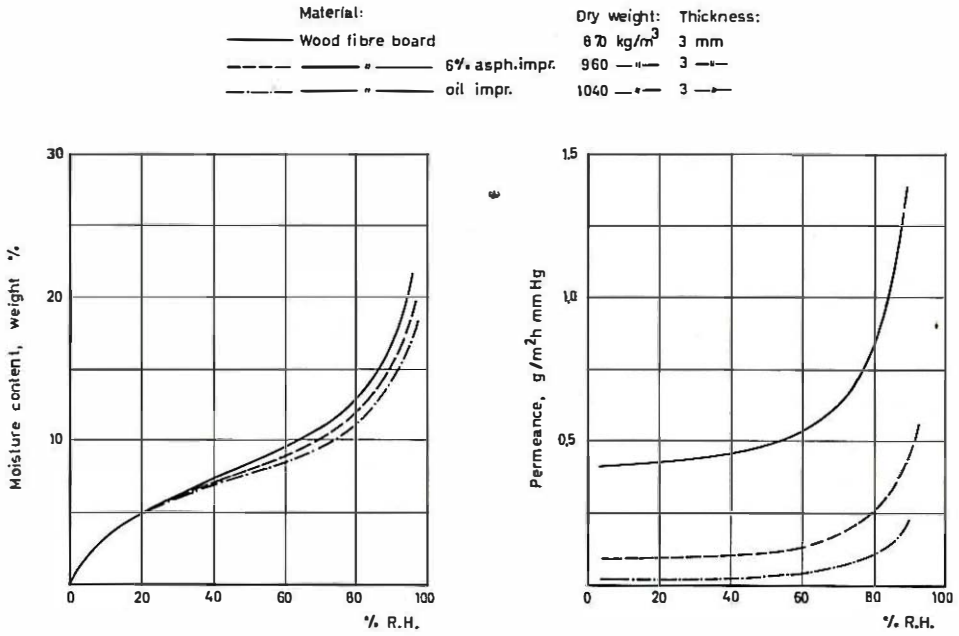 Material: Dry weight: Thickness:
Wood fibre board 870 kg/m³ 3 mm
— " — 6% asph.impr. 960 — " — 3 — " —
— " — oil impr. 1040 — " — 3 — " —
30
20
10
0 20 40 60 80 100
% R.H.
Moisture content, weight %
1,5
1,0
0,5
0 20 40 60 80 100
% R.H.
Permeance, g/m²h mmHg